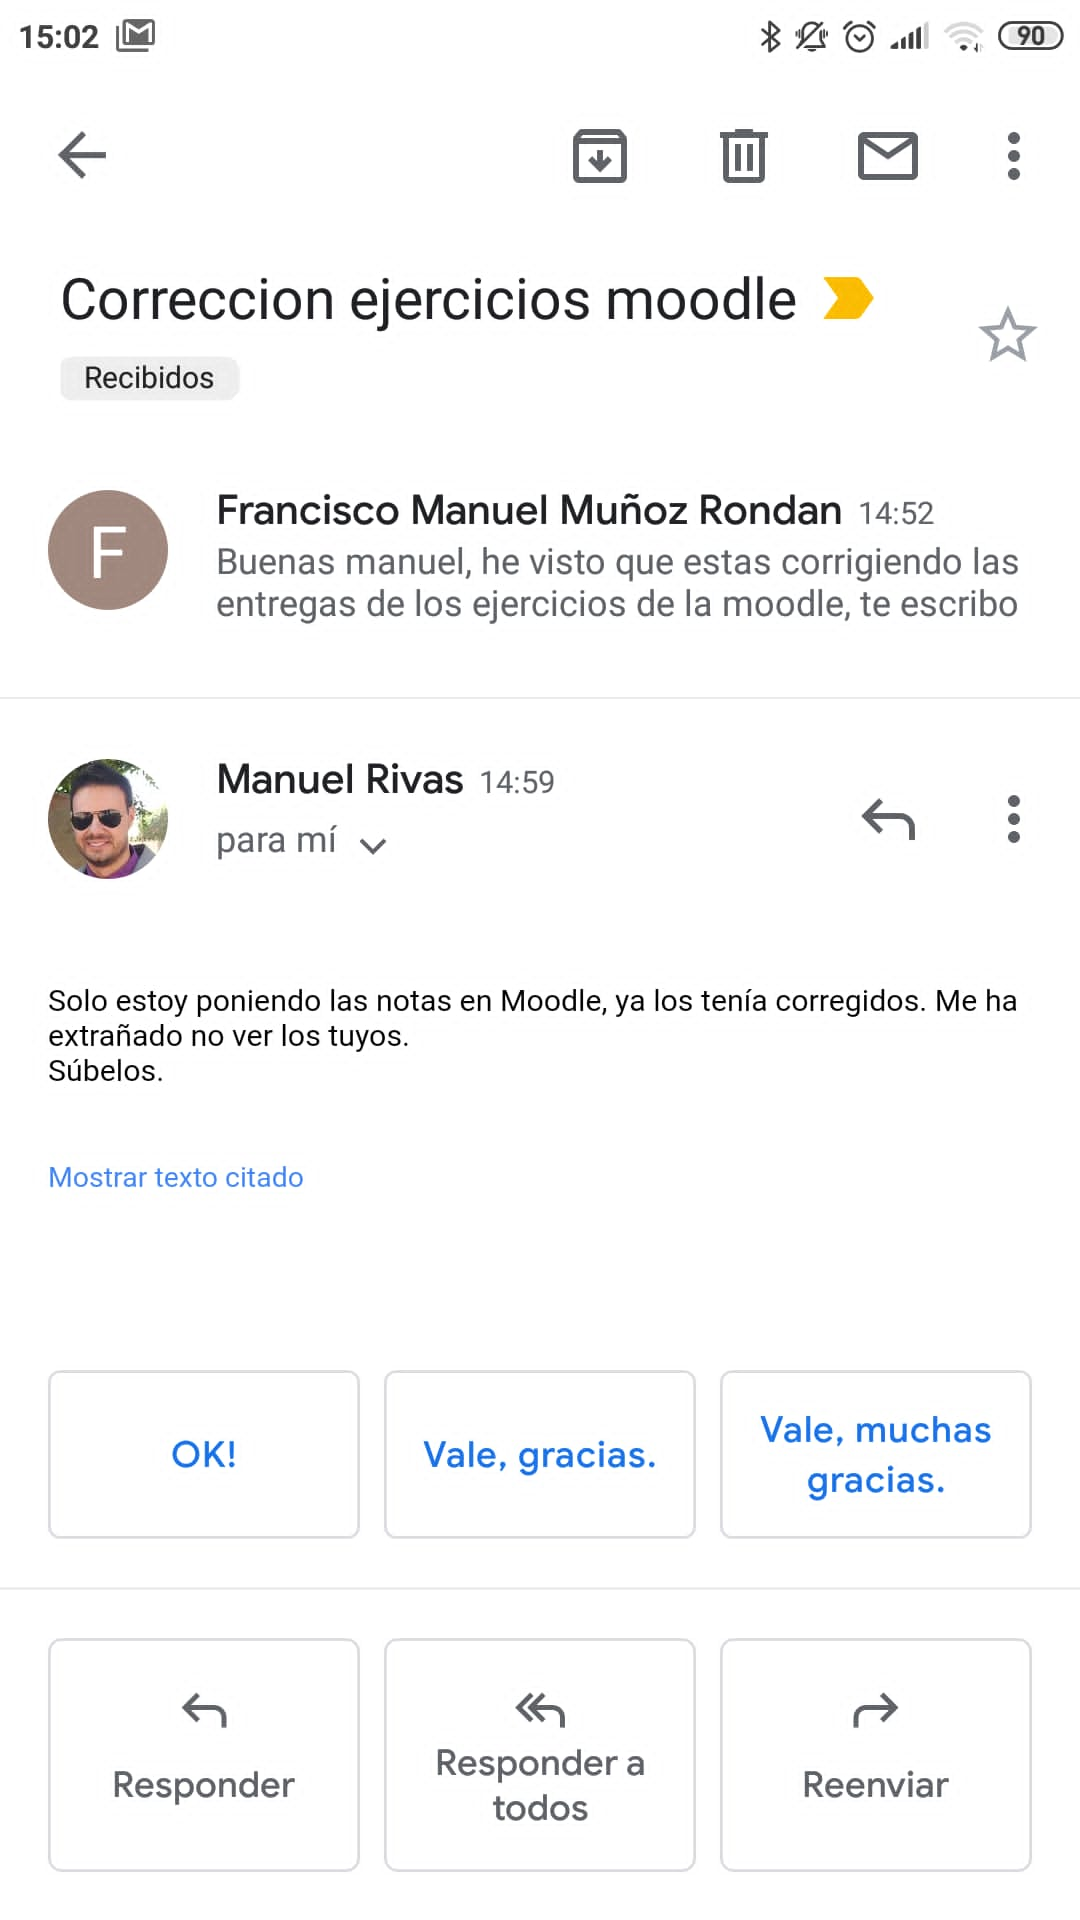 15:02
90
Correccion ejercicios moodle
Recibidos
F
Francisco Manuel Muñoz Rondan 14:52
Buenas manuel, he visto que estas corrigiendo las
entregas de los ejercicios de la moodle, te escribo
Manuel Rivas 14:59
para mí
Solo estoy poniendo las notas en Moodle, ya los tenía corregidos. Me ha
extrañado no ver los tuyos.
Súbelos.
Mostrar texto citado
OK!
Vale, gracias.
Vale, muchas
gracias.
Responder
Responder a
todos
Reenviar